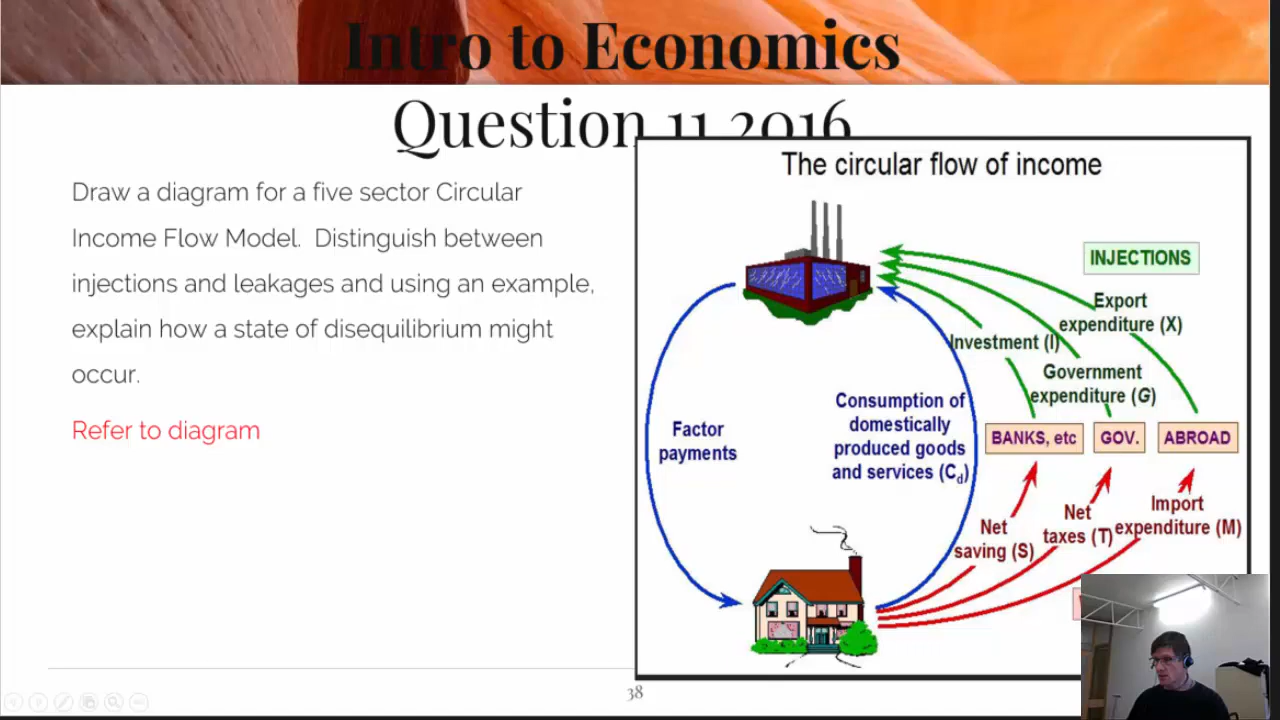 Intro to Economics
Question 11 2016
Draw a diagram for a five sector Circular
Income Flow Model. Distinguish between
injections and leakages and using an example,
explain how a state of disequilibrium might
occur.
Refer to diagram
The circular flow of income
INJECTIONS
Export
expenditure (X)
Investment (I)
Government
expenditure (G)
Factor
payments
Consumption of
domestically
produced goods
and services (Cd)
BANKS, etc
GOV.
ABROAD
Net
saving (S)
Net
taxes (T)
Import
expenditure (M)
38